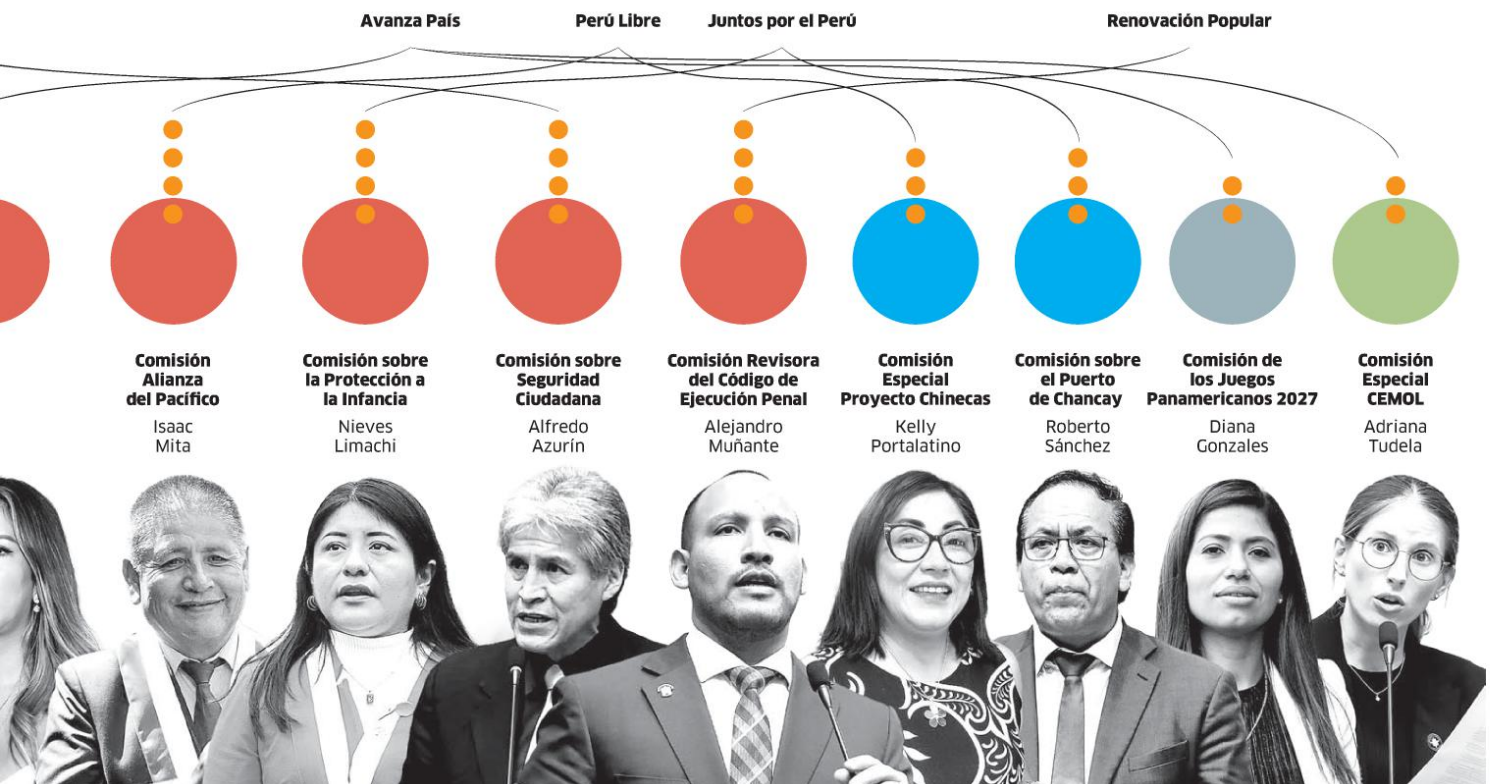 Avanza País
Perú Libre
Juntos por el Perú
Renovación Popular
Comisión
Alianza
del Pacífico
Isaac
Mita
Comisión sobre
la Protección a
la Infancia
Nieves
Limachi
Comisión sobre
Seguridad
Ciudadana
Alfredo
Azurín
Comisión Revisora
del Código de
Ejecución Penal
Alejandro
Muñante
Comisión
Especial
Proyecto Chinecas
Kelly
Portalatino
Comisión sobre
el Puerto
de Chancay
Roberto
Sánchez
Comisión de
los Juegos
Panamericanos 2027
Diana
Gonzales
Comisión
Especial
CEMOL
Adriana
Tudela